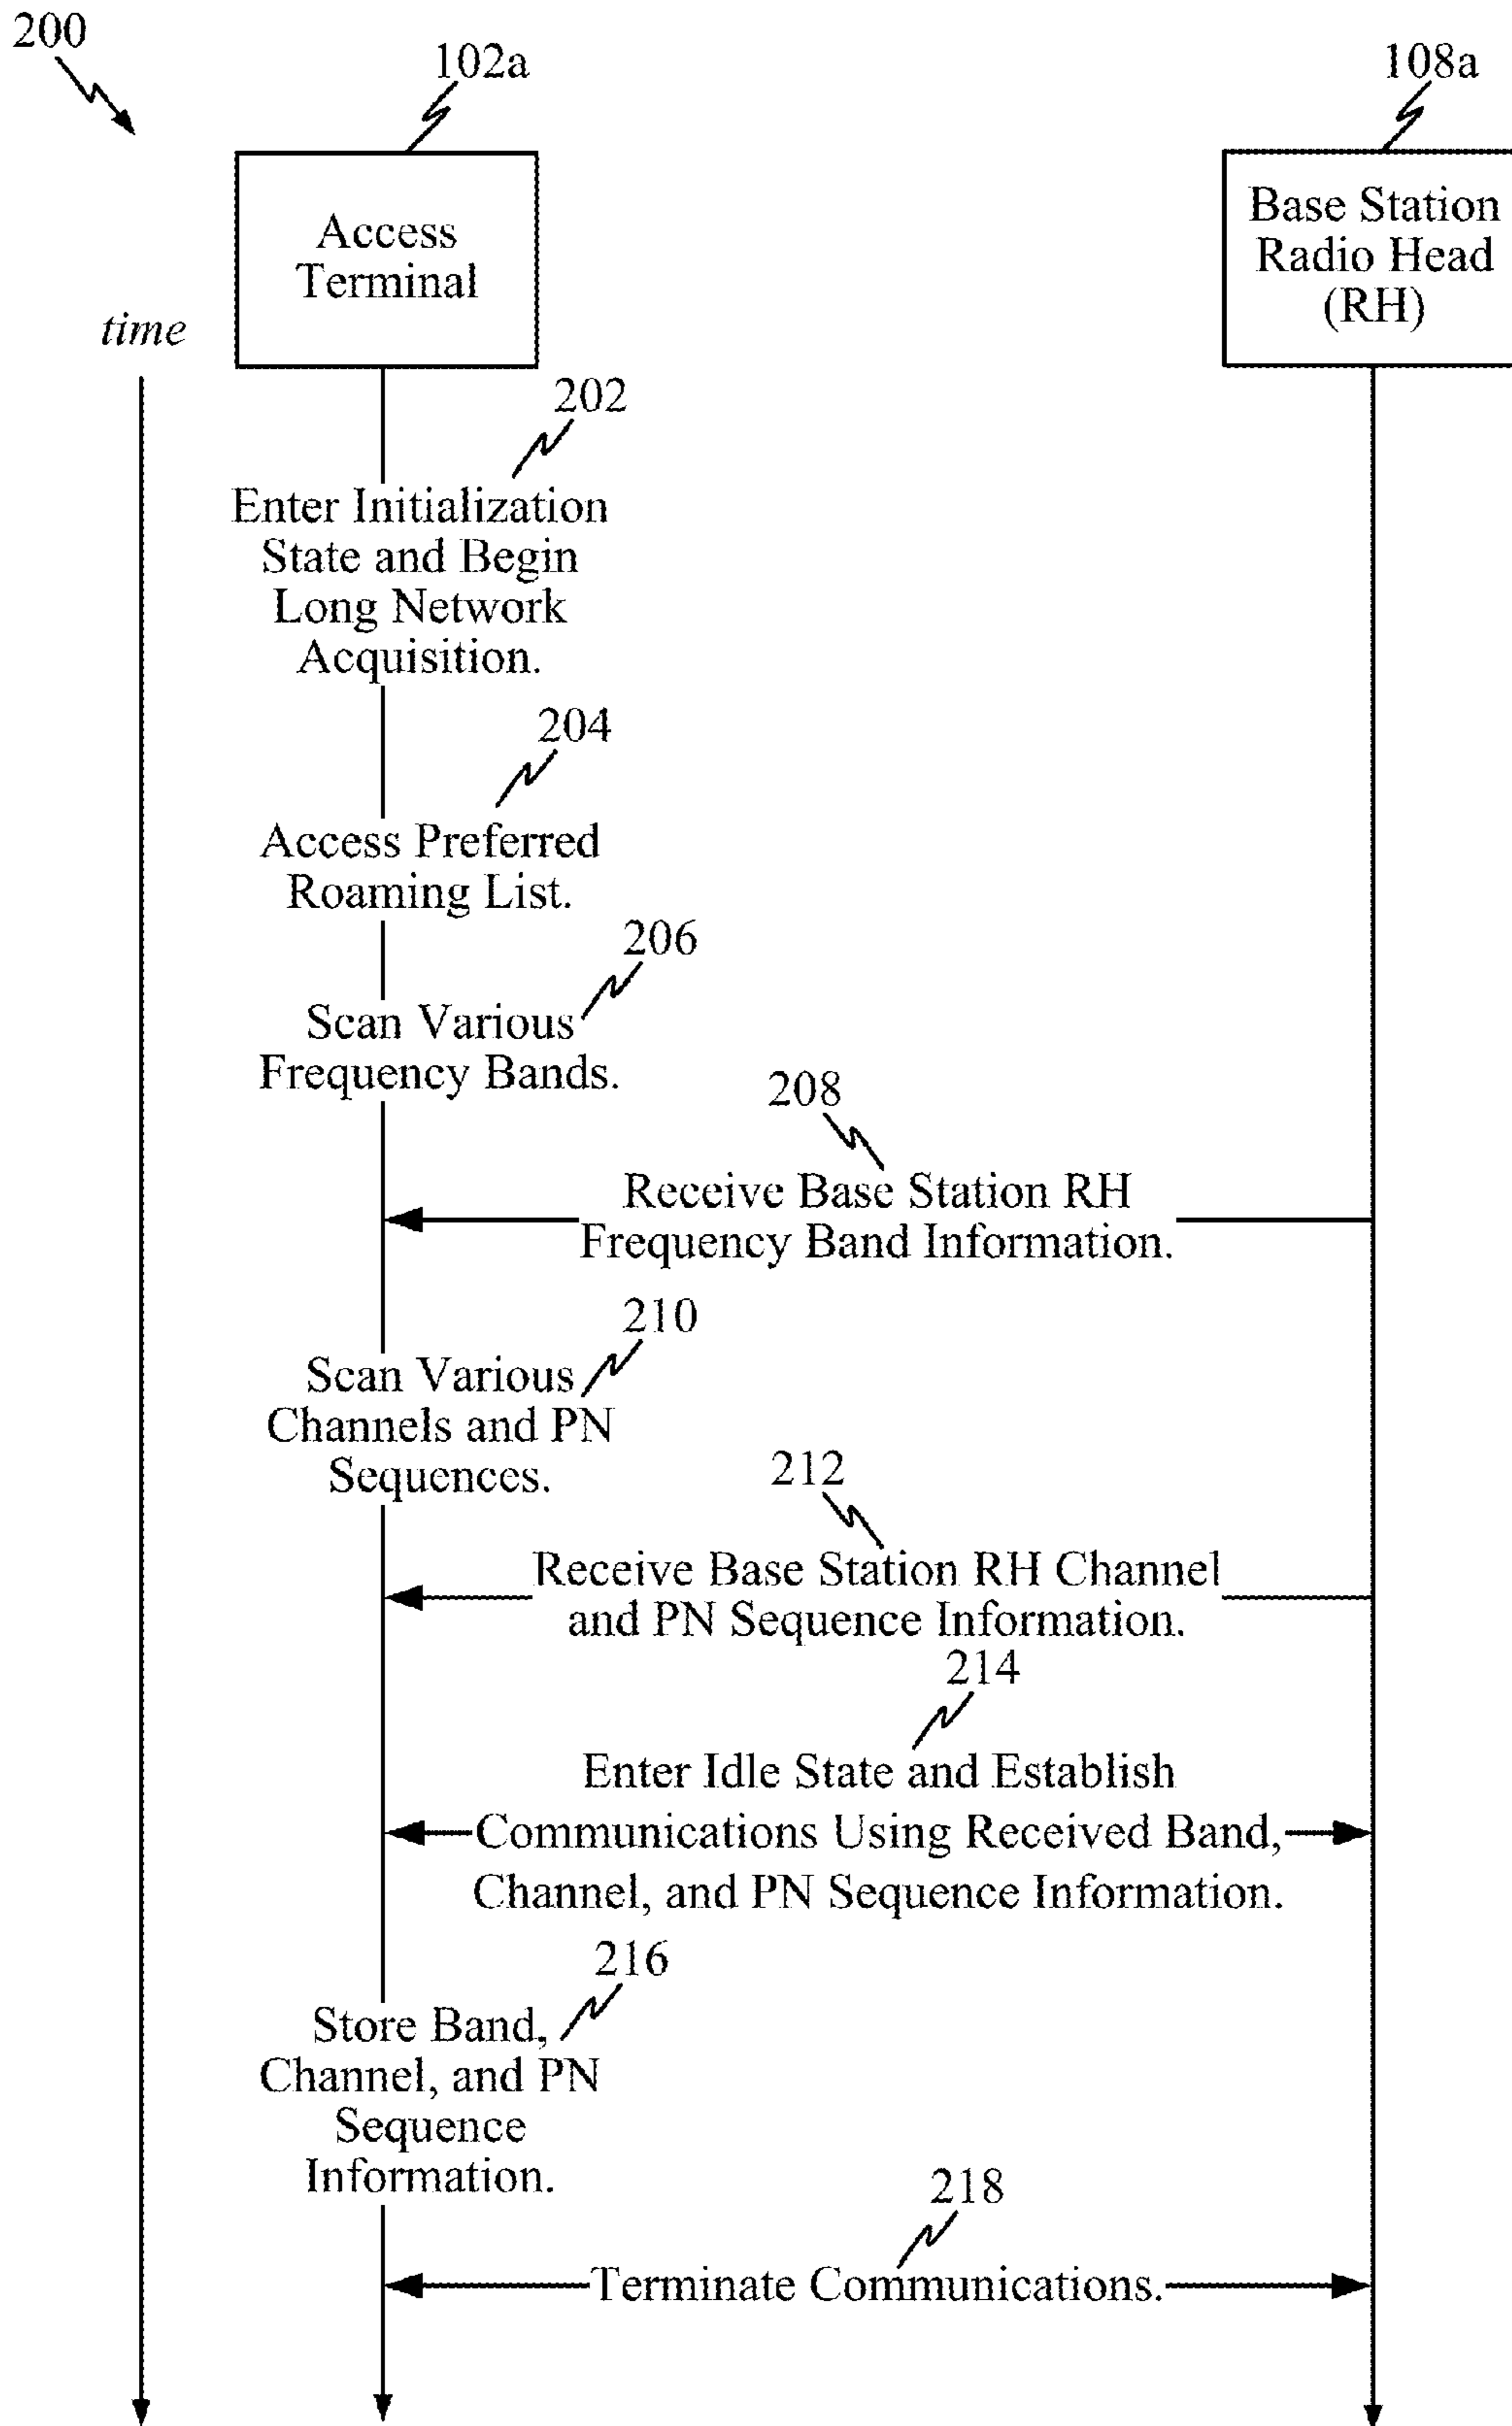 200
102a
108a
Access
Terminal
Base Station
Radio Head
(RH)
time
202
Enter Initialization
State and Begin
Long Network
Acquisition.
204
Access Preferred
Roaming List.
206
Scan Various
Frequency Bands.
208
Receive Base Station RH
Frequency Band Information.
210
Scan Various
Channels and PN
Sequences.
212
Receive Base Station RH Channel
and PN Sequence Information.
214
Enter Idle State and Establish
Communications Using Received Band,
Channel, and PN Sequence Information.
216
Store Band,
Channel, and PN
Sequence
Information.
218
Terminate Communications.